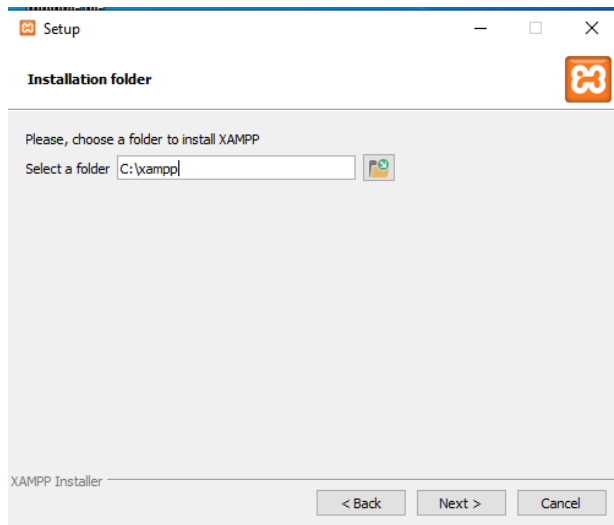 Setup
Installation folder
Please, choose a folder to install XAMPP
Select a folder C:\xampp
XAMPP Installer
< Back Next > Cancel